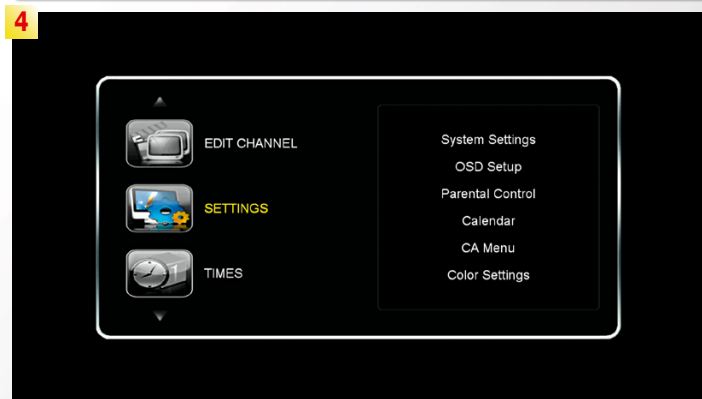 4
EDIT CHANNEL
SETTINGS
TIMES
System Settings
OSD Setup
Parental Control
Calendar
CA Menu
Color Settings